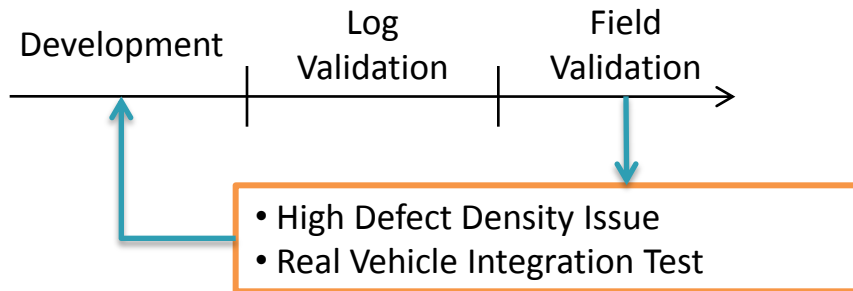 Development
Log
Validation
Field
Validation
• High Defect Density Issue
• Real Vehicle Integration Test